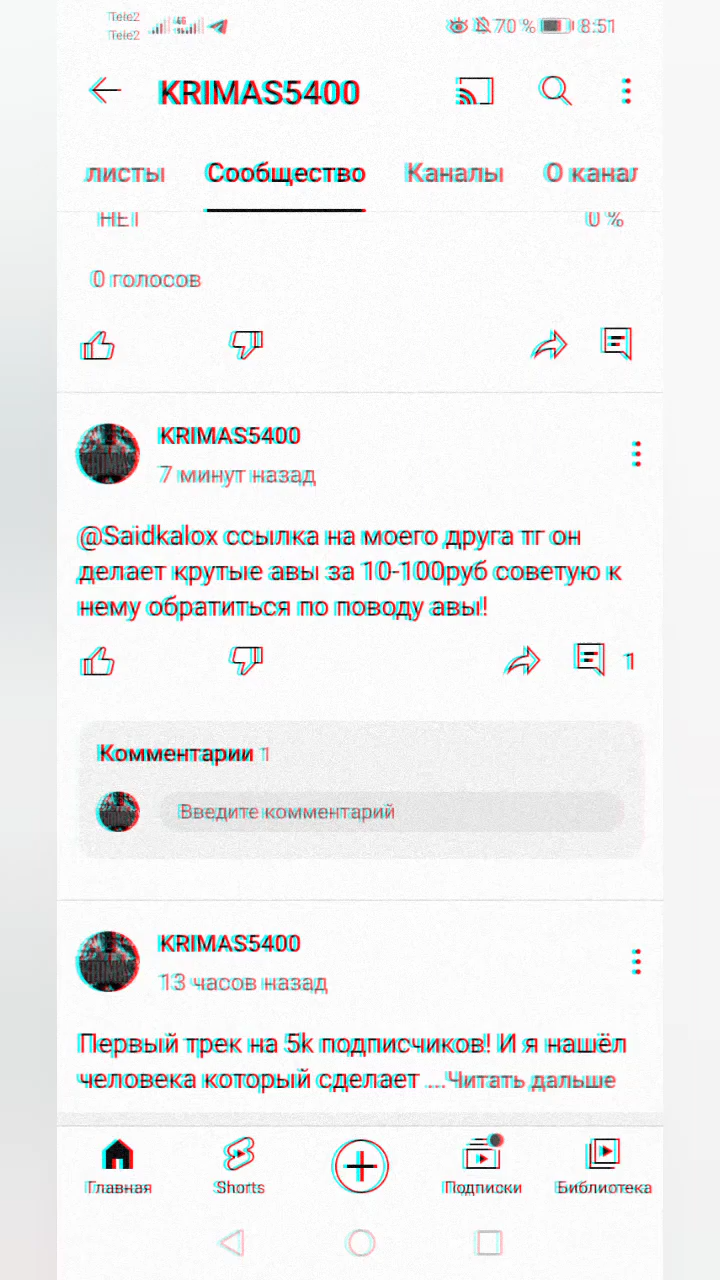 Tele2
Tele2
4G
70 %
8:51
KRIMAS5400
листы Сообщество Каналы О канал
НЕТ 0 %
0 голосов
KRIMAS5400
7 минут назад
@Saidkalox ссылка на моего друга тг он
делает крутые авы за 10-100руб советую к
нему обратиться по поводу авы!
1
Комментарии 1
Введите комментарий
KRIMAS5400
13 часов назад
Первый трек на 5k подписчиков! И я нашёл
человека который сделает ...Читать дальше
Главная Shorts Подписки Библиотека